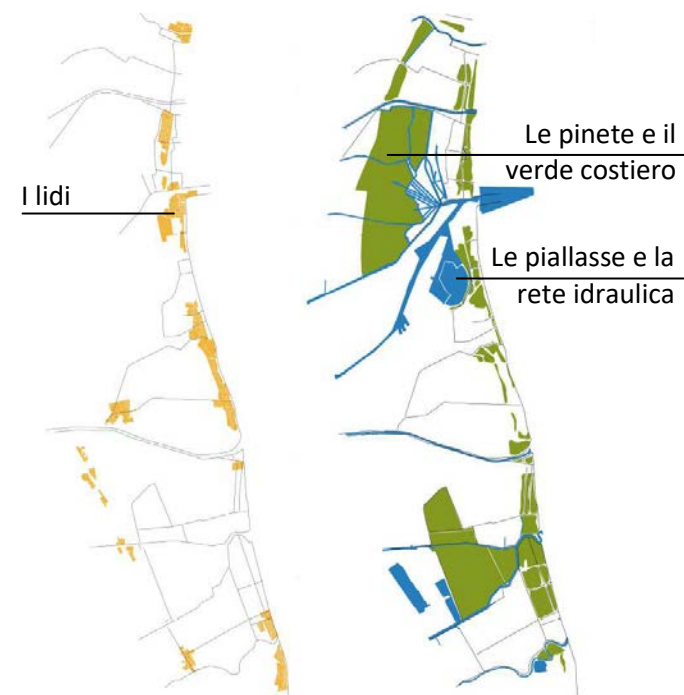 I lidi
Le pinete e il
verde costiero
Le piallasse e la
rete idraulica